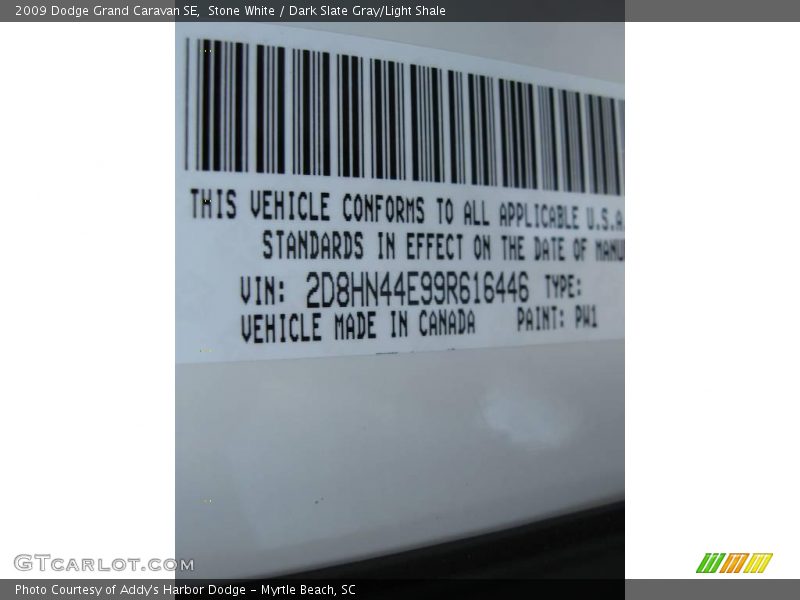 2009 Dodge Grand Caravan SE,  Stone White / Dark Slate Gray/Light Shale
THIS VEHICLE CONFORMS TO ALL APPLICABLE U.S.A
STANDARDS IN EFFECT ON THE DATE OF MANU
VIN: 2D8HN44E99R616446 TYPE:
VEHICLE MADE IN CANADA PAINT: PW1
GTCARLOT.COM
Photo Courtesy of Addy's Harbor Dodge - Myrtle Beach, SC